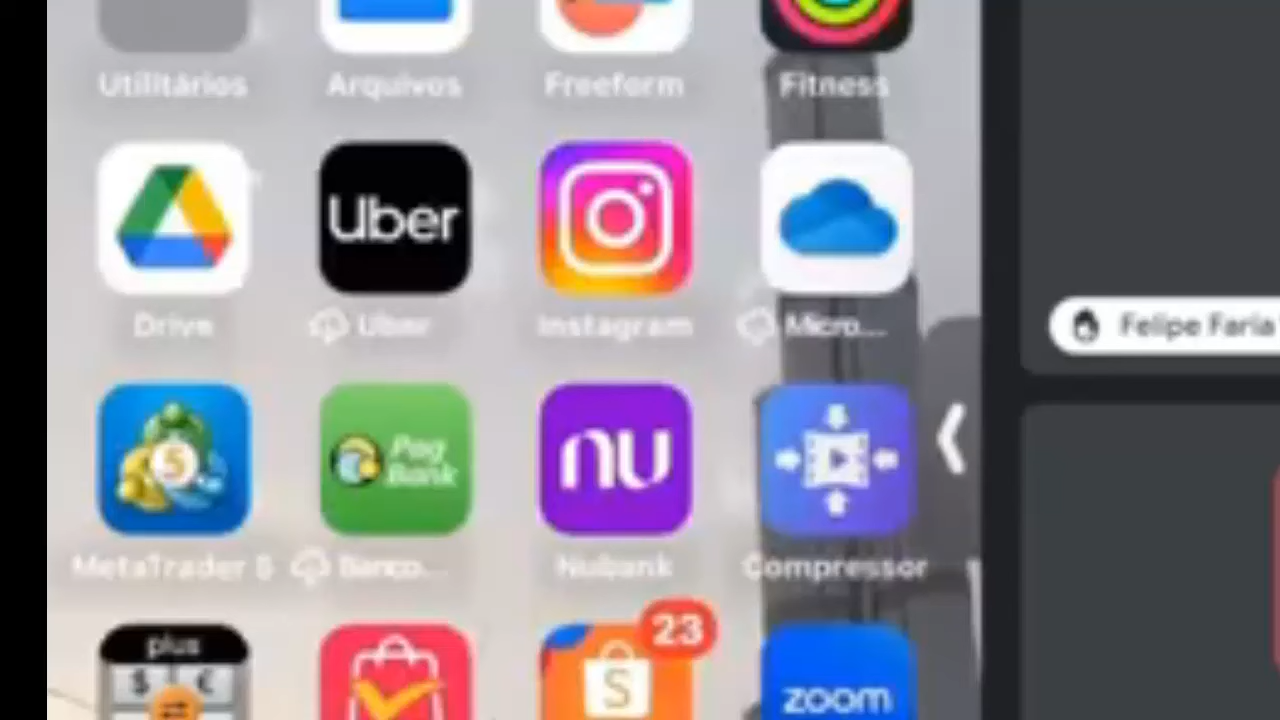 Utilitários
Arquivos
Freeform
Fitness
Uber
Drive
Uber
Instagram
Micro...
Felipe Faria
5
Pag
Bank
nu
MetaTrader 5
Banco...
Nubank
Compressor
plus
$ €
23
S
zoom